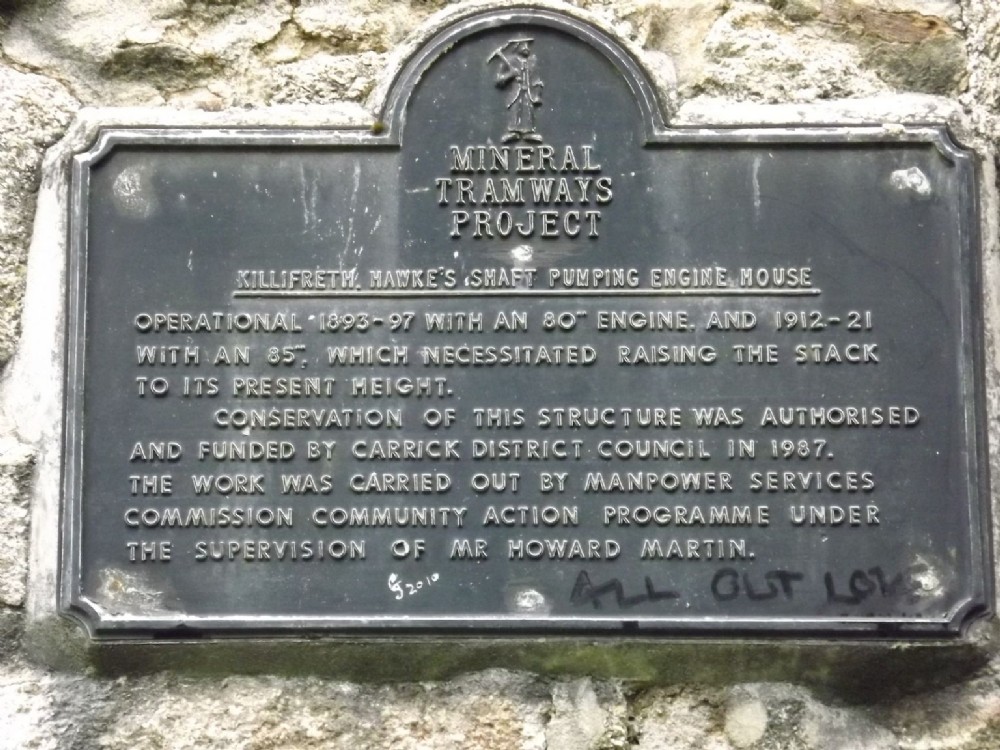 MINERAL
TRAMWAYS
PROJECT
KILLIFRETH. HAWKE'S SHAFT PUMPING ENGINE HOUSE
OPERATIONAL 1893-97 WITH AN 80" ENGINE. AND 1912-21
WITH AN 85", WHICH NECESSITATED RAISING THE STACK
TO ITS PRESENT HEIGHT.
CONSERVATION OF THIS STRUCTURE WAS AUTHORISED
AND FUNDED BY CARRICK DISTRICT COUNCIL IN 1987.
THE WORK WAS CARRIED OUT BY MANPOWER SERVICES
COMMISSION COMMUNITY ACTION PROGRAMME UNDER
THE SUPERVISION OF MR HOWARD MARTIN.
2010
ALL OUT